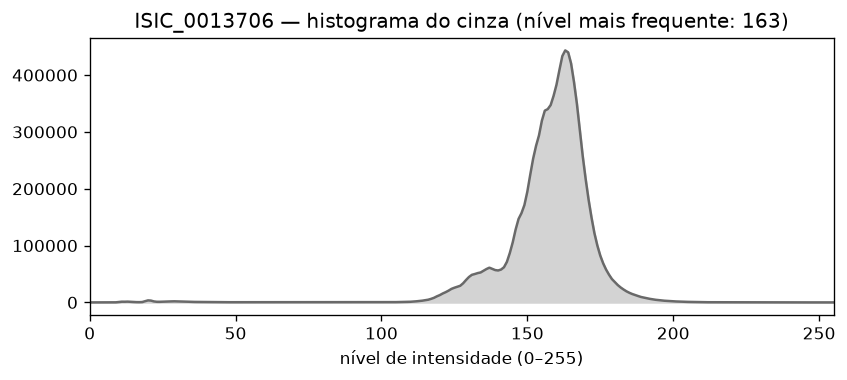 ISIC_0013706 — histograma do cinza (nível mais frequente: 163)
400000
300000
200000
100000
0
0 50 100 150 200 250
nível de intensidade (0–255)